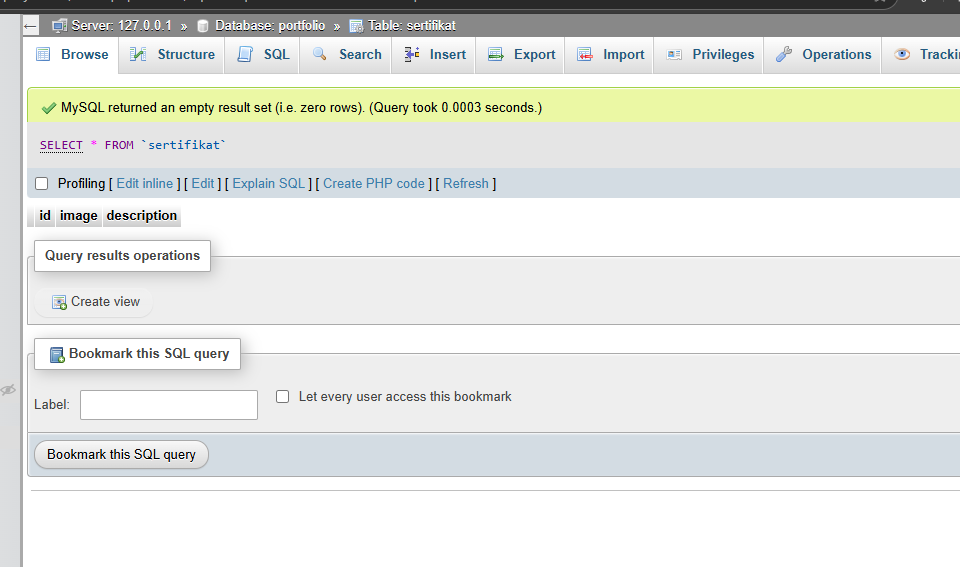 Server: 127.0.0.1 » Database: portfolio » Table: sertifikat
Browse Structure SQL Search Insert Export Import Privileges Operations
MySQL returned an empty result set (i.e. zero rows). (Query took 0.0003 seconds.)
SELECT * FROM `sertifikat`
Profiling [ Edit inline ] [ Edit ] [ Explain SQL ] [ Create PHP code ] [ Refresh ]
id image description
Query results operations
Create view
Bookmark this SQL query
Label: Let every user access this bookmark
Bookmark this SQL query